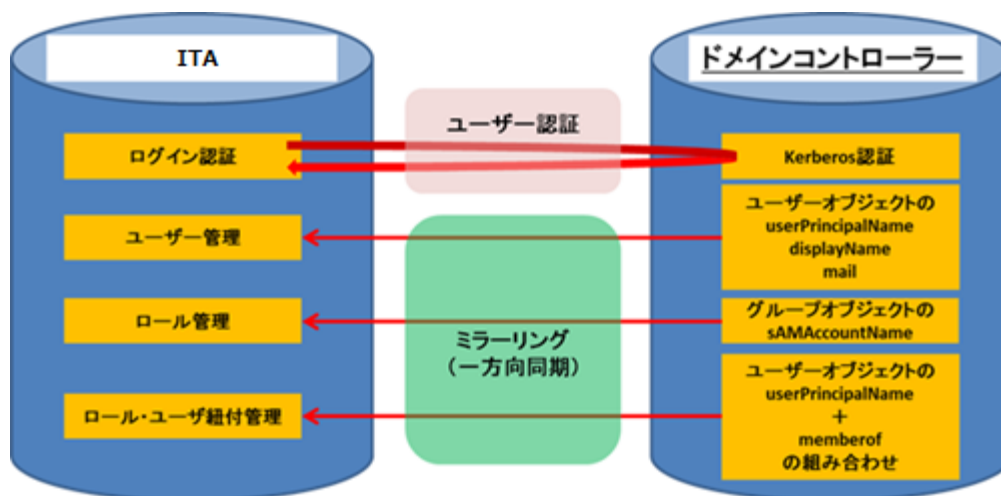 ITA
ドメインコントローラー
ユーザー認証
ログイン認証
Kerberos認証
ユーザー管理
ユーザーオブジェクトの
userPrincipalName
displayName
mail
ロール管理
グループオブジェクトの
sAMAccountName
ミラーリング
（一方向同期）
ロール・ユーザ紐付管理
ユーザーオブジェクトの
userPrincipalName
＋
memberof
の組み合わせ